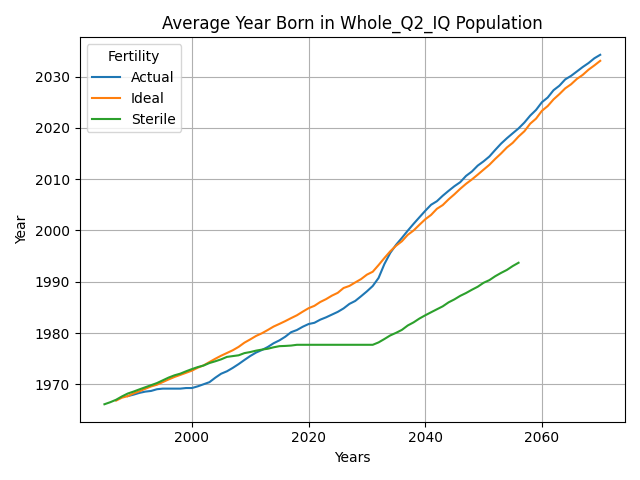 Average Year Born in Whole_Q2_IQ Population
Fertility
Actual
Ideal
Sterile
2030
2020
2010
2000
1990
1980
1970
Year
2000
2020
2040
2060
Years